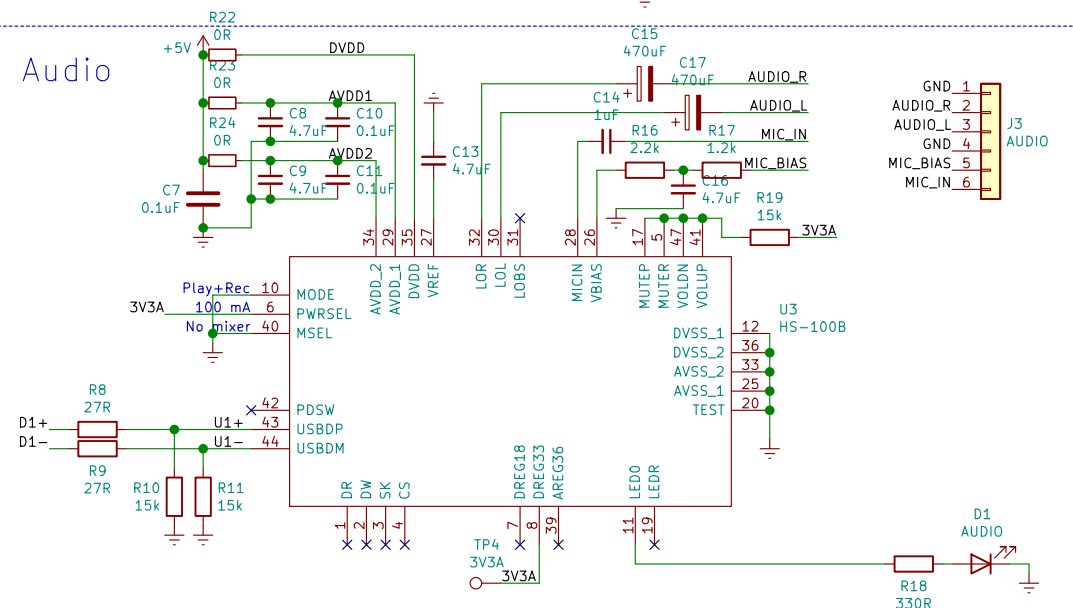 Audio
R22
0R
+5V
R23
0R
R24
0R
DVDD
AVDD1
AVDD2
C8
4.7uF
C10
0.1uF
C9
4.7uF
C11
0.1uF
C7
0.1uF
C13
4.7uF
C15
470uF
C17
470uF
C14
1uF
R16
2.2k
R17
1.2k
C16
4.7uF
AUDIO_R
AUDIO_L
MIC_IN
MIC_BIAS
R19
15k
3V3A
GND 1
AUDIO_R 2
AUDIO_L 3
GND 4
MIC_BIAS 5
MIC_IN 6
J3
AUDIO
34 29 35 27 32 30 31 28 26 17 5 47 41
AVDD_2 AVDD_1 DVDD VREF LOR LOL LOBS MICIN VBIAS MUTEP MUTER VOLDN VOLUP
Play+Rec 10 MODE
3V3A 100 mA 6 PWRSEL
No mixer 40 MSEL
U3
HS-100B
DVSS_1 12
DVSS_2 36
AVSS_2 33
AVSS_1 25
TEST 20
42 PDSW
D1+ U1+ 43 USBDP
D1- U1- 44 USBDM
R8
27R
R9
27R
R10
15k
R11
15k
DR DW SK CS DREG18 DREG33 AREG36 LED0 LEDR
1 2 3 4 7 8 39 11 19
TP4
3V3A
3V3A
D1
AUDIO
R18
330R